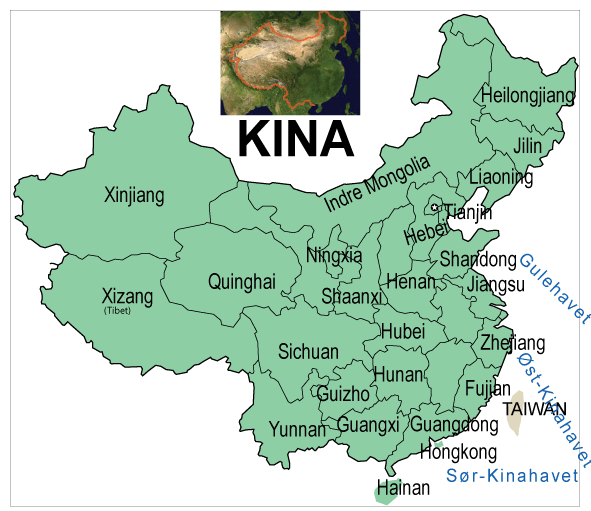 KINA
Heilongjiang
Jilin
Liaoning
Indre Mongolia
Xinjiang
Tianjin
Hebei
Ningxia
Shandong
Gulehavet
Quinghai
Henan
Jiangsu
Xizang
(Tibet)
Shaanxi
Hubei
Zhejiang
Sichuan
Øst-Kinahavet
Hunan
Guizho
Fujian
TAIWAN
Yunnan
Guangxi
Guangdong
Hongkong
Sør-Kinahavet
Hainan